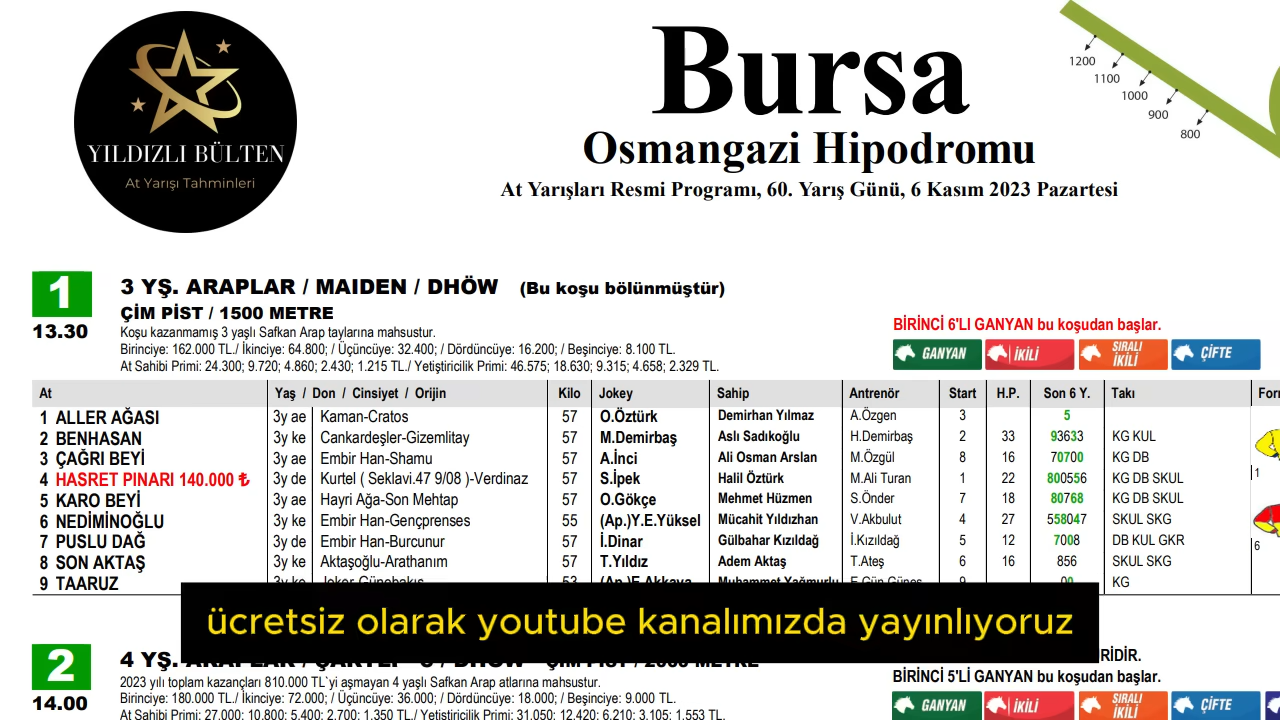 YILDIZLI BÜLTEN
At Yarışı Tahminleri
Bursa
Osmangazi Hipodromu
At Yarışları Resmi Programı, 60. Yarış Günü, 6 Kasım 2023 Pazartesi
1200
1100
1000
900
800
1
13.30
3 YŞ. ARAPLAR / MAIDEN / DHÖW (Bu koşu bölünmüştür)
ÇİM PİST / 1500 METRE
Koşu kazanmamış 3 yaşlı Safkan Arap taylarına mahsustur.
Birinciye: 162.000 TL./ İkinciye: 64.800; / Üçüncüye: 32.400; / Dördüncüye: 16.200; / Beşinciye: 8.100 TL.
At Sahibi Primi: 24.300; 9.720; 4.860; 2.430; 1.215 TL./ Yetiştiricilik Primi: 46.575; 18.630; 9.315; 4.658; 2.329 TL.
BİRİNCİ 6'LI GANYAN bu koşudan başlar.
GANYAN İKİLİ SIRALI İKİLİ ÇİFTE
At Yaş / Don / Cinsiyet / Orijin Kilo Jokey Sahip Antrenör Start H.P. Son 6 Y. Takı
1 ALLER AĞASI 3y ae Kaman-Cratos 57 O.Öztürk Demirhan Yılmaz A.Özgen 3 5
2 BENHASAN 3y ke Cankardeşler-Gizemlitay 57 M.Demirbaş Aslı Sadıkoğlu H.Demirbaş 2 33 93633 KG KUL
3 ÇAĞRI BEYİ 3y ae Embir Han-Shamu 57 A.İnci Ali Osman Arslan M.Özgül 8 16 70700 KG DB
4 HASRET PINARI 140.000 ₺ 3y de Kurtel ( Seklavi.47 9/08 )-Verdinaz 57 S.İpek Halil Öztürk M.Ali Turan 1 22 800556 KG DB SKUL
5 KARO BEYİ 3y ae Hayri Ağa-Son Mehtap 57 O.Gökçe Mehmet Hüzmen S.Önder 7 18 80768 KG DB SKUL
6 NEDİMİNOĞLU 3y ke Embir Han-Gençprenses 55 (Ap.)Y.E.Yüksel Mücahit Yıldızhan V.Akbulut 4 27 558047 SKUL SKG
7 PUSLU DAĞ 3y de Embir Han-Burcunur 57 İ.Dinar Gülbahar Kızıldağ İ.Kızıldağ 5 12 7008 DB KUL GKR
8 SON AKTAŞ 3y ke Aktaşoğlu-Arathanım 57 T.Yıldız Adem Aktaş T.Ateş 6 16 856 SKUL SKG
9 TAARUZ KG
1
6
ücretsiz olarak youtube kanalımızda yayınlıyoruz
2
14.00
4 YŞ.
2023 yılı toplam kazançları 810.000 TL`yi aşmayan 4 yaşlı Safkan Arap atlarına mahsustur.
Birinciye: 180.000 TL./ İkinciye: 72.000; / Üçüncüye: 36.000; / Dördüncüye: 18.000; / Beşinciye: 9.000 TL.
At Sahibi Primi: 27.000; 10.800; 5.400; 2.700; 1.350 TL./ Yetiştiricilik Primi: 31.050; 12.420; 6.210; 3.105; 1.553 TL.
BİRİNCİ 5'Lİ GANYAN bu koşudan başlar.
GANYAN İKİLİ SIRALI İKİLİ ÇİFTE